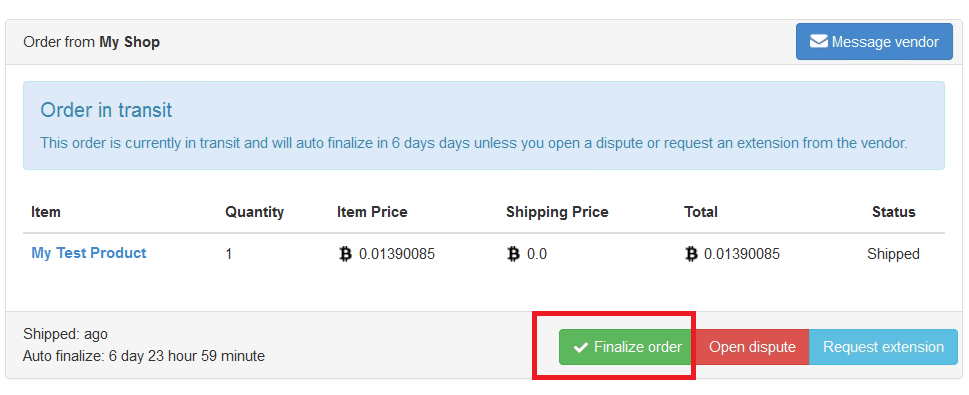 Order from My Shop
Message vendor
Order in transit
This order is currently in transit and will auto finalize in 6 days days unless you open a dispute or request an extension from the vendor.
Item Quantity Item Price Shipping Price Total Status
My Test Product 1 0.01390085 0.0 0.01390085 Shipped
Shipped: ago
Auto finalize: 6 day 23 hour 59 minute
Finalize order Open dispute Request extension